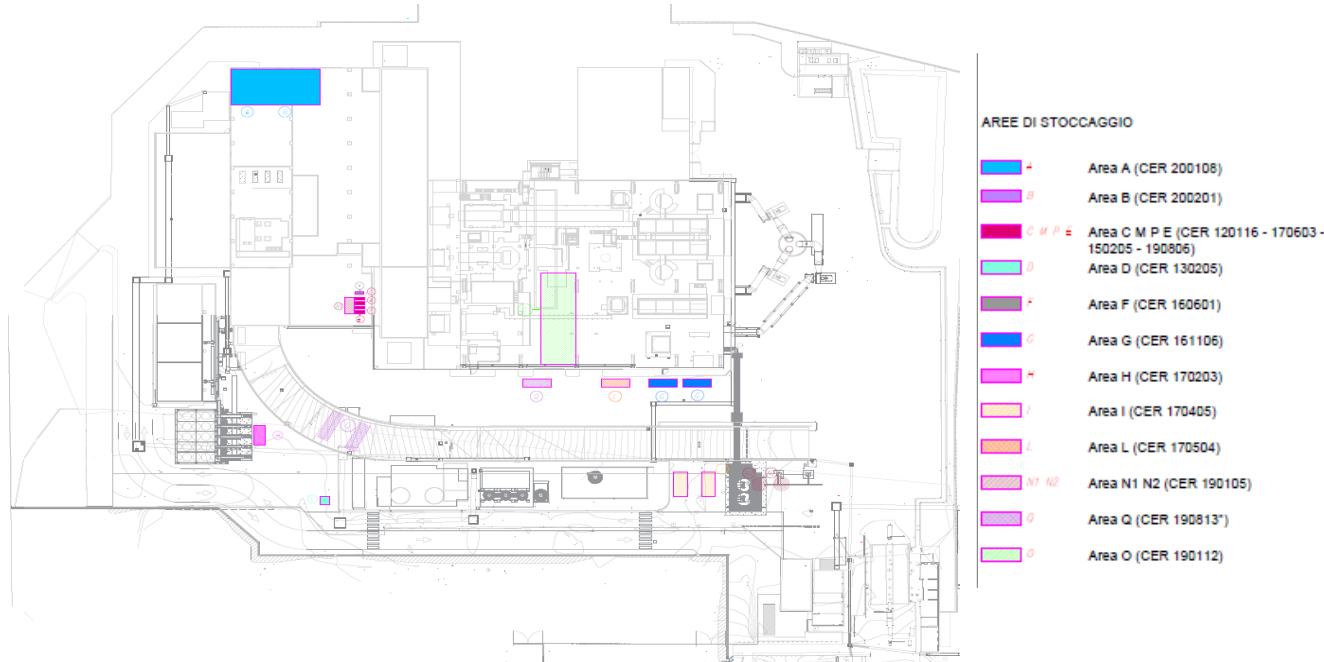 AREE DI STOCCAGGIO
A Area A (CER 200108)
B Area B (CER 200201)
C M P E Area C M P E (CER 120116 - 170603 -
150205 - 190806)
D Area D (CER 130205)
F Area F (CER 160601)
G Area G (CER 161106)
H Area H (CER 170203)
I Area I (CER 170405)
L Area L (CER 170504)
N1 N2 Area N1 N2 (CER 190105)
Q Area Q (CER 190813*)
O Area O (CER 190112)